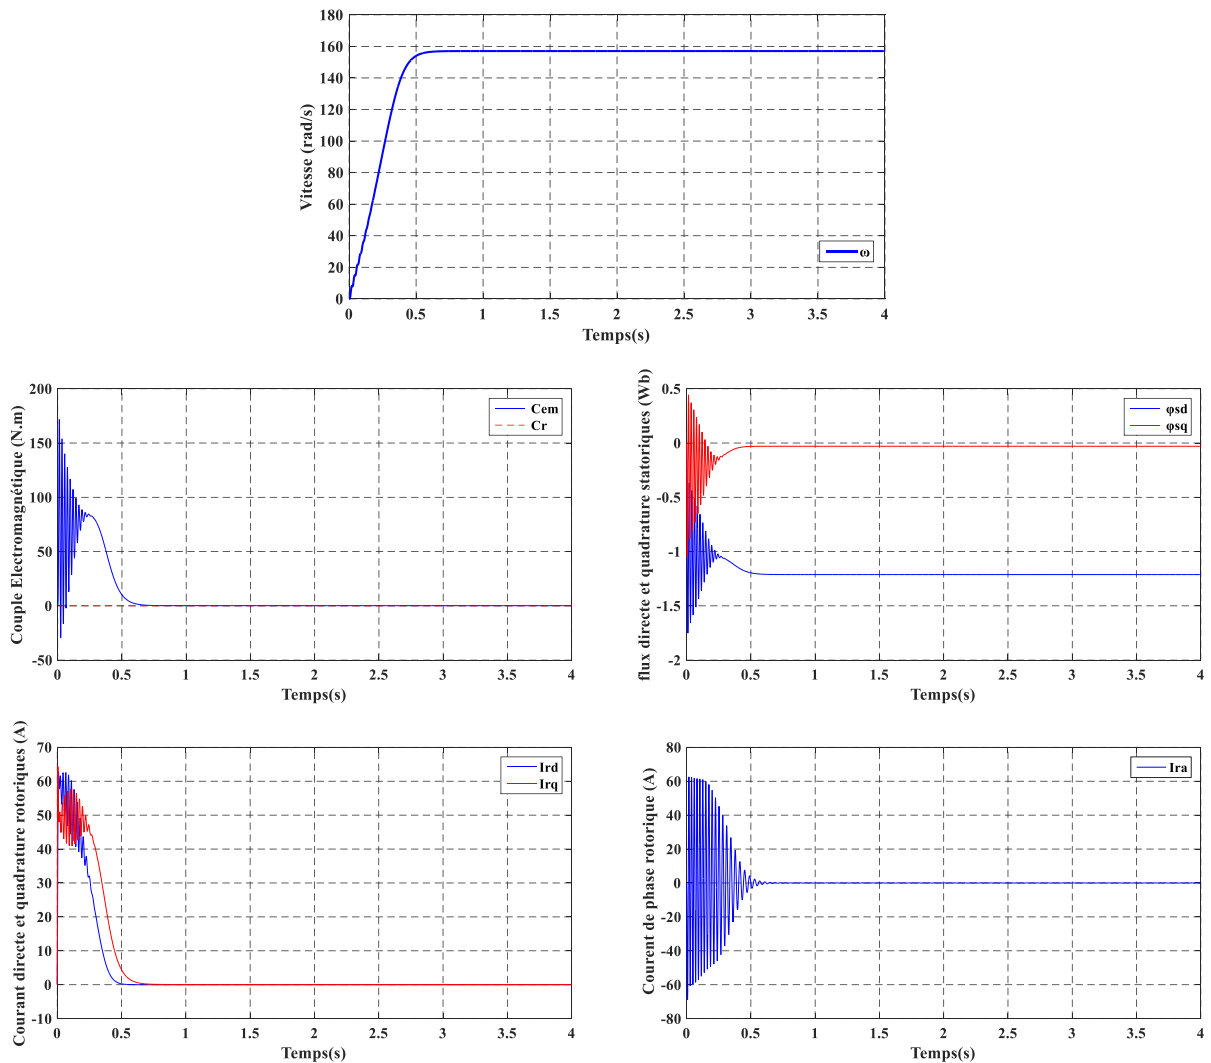 180
160
140
120
100
80
60
40
20
0
Vitesse (rad/s)
ω
0 0.5 1 1.5 2 2.5 3 3.5 4
Temps(s)
200
150
100
50
0
-50
Couple Electromagnétique (N.m)
Cem
Cr
0 0.5 1 1.5 2 2.5 3 3.5 4
Temps(s)
0.5
0
-0.5
-1
-1.5
-2
flux directe et quadrature statoriques (Wb)
φsd
φsq
0 0.5 1 1.5 2 2.5 3 3.5 4
Temps(s)
70
60
50
40
30
20
10
0
-10
Courant directe et quadrature rotoriques (A)
Ird
Irq
0 0.5 1 1.5 2 2.5 3 3.5 4
Temps(s)
80
60
40
20
0
-20
-40
-60
-80
Courent de phase rotorique (A)
Ira
0 0.5 1 1.5 2 2.5 3 3.5 4
Temps(s)